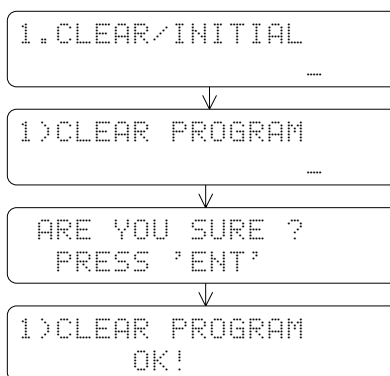 1.CLEAR/INITIAL
1)CLEAR PROGRAM
ARE YOU SURE ?
PRESS 'ENT'
1)CLEAR PROGRAM
OK!